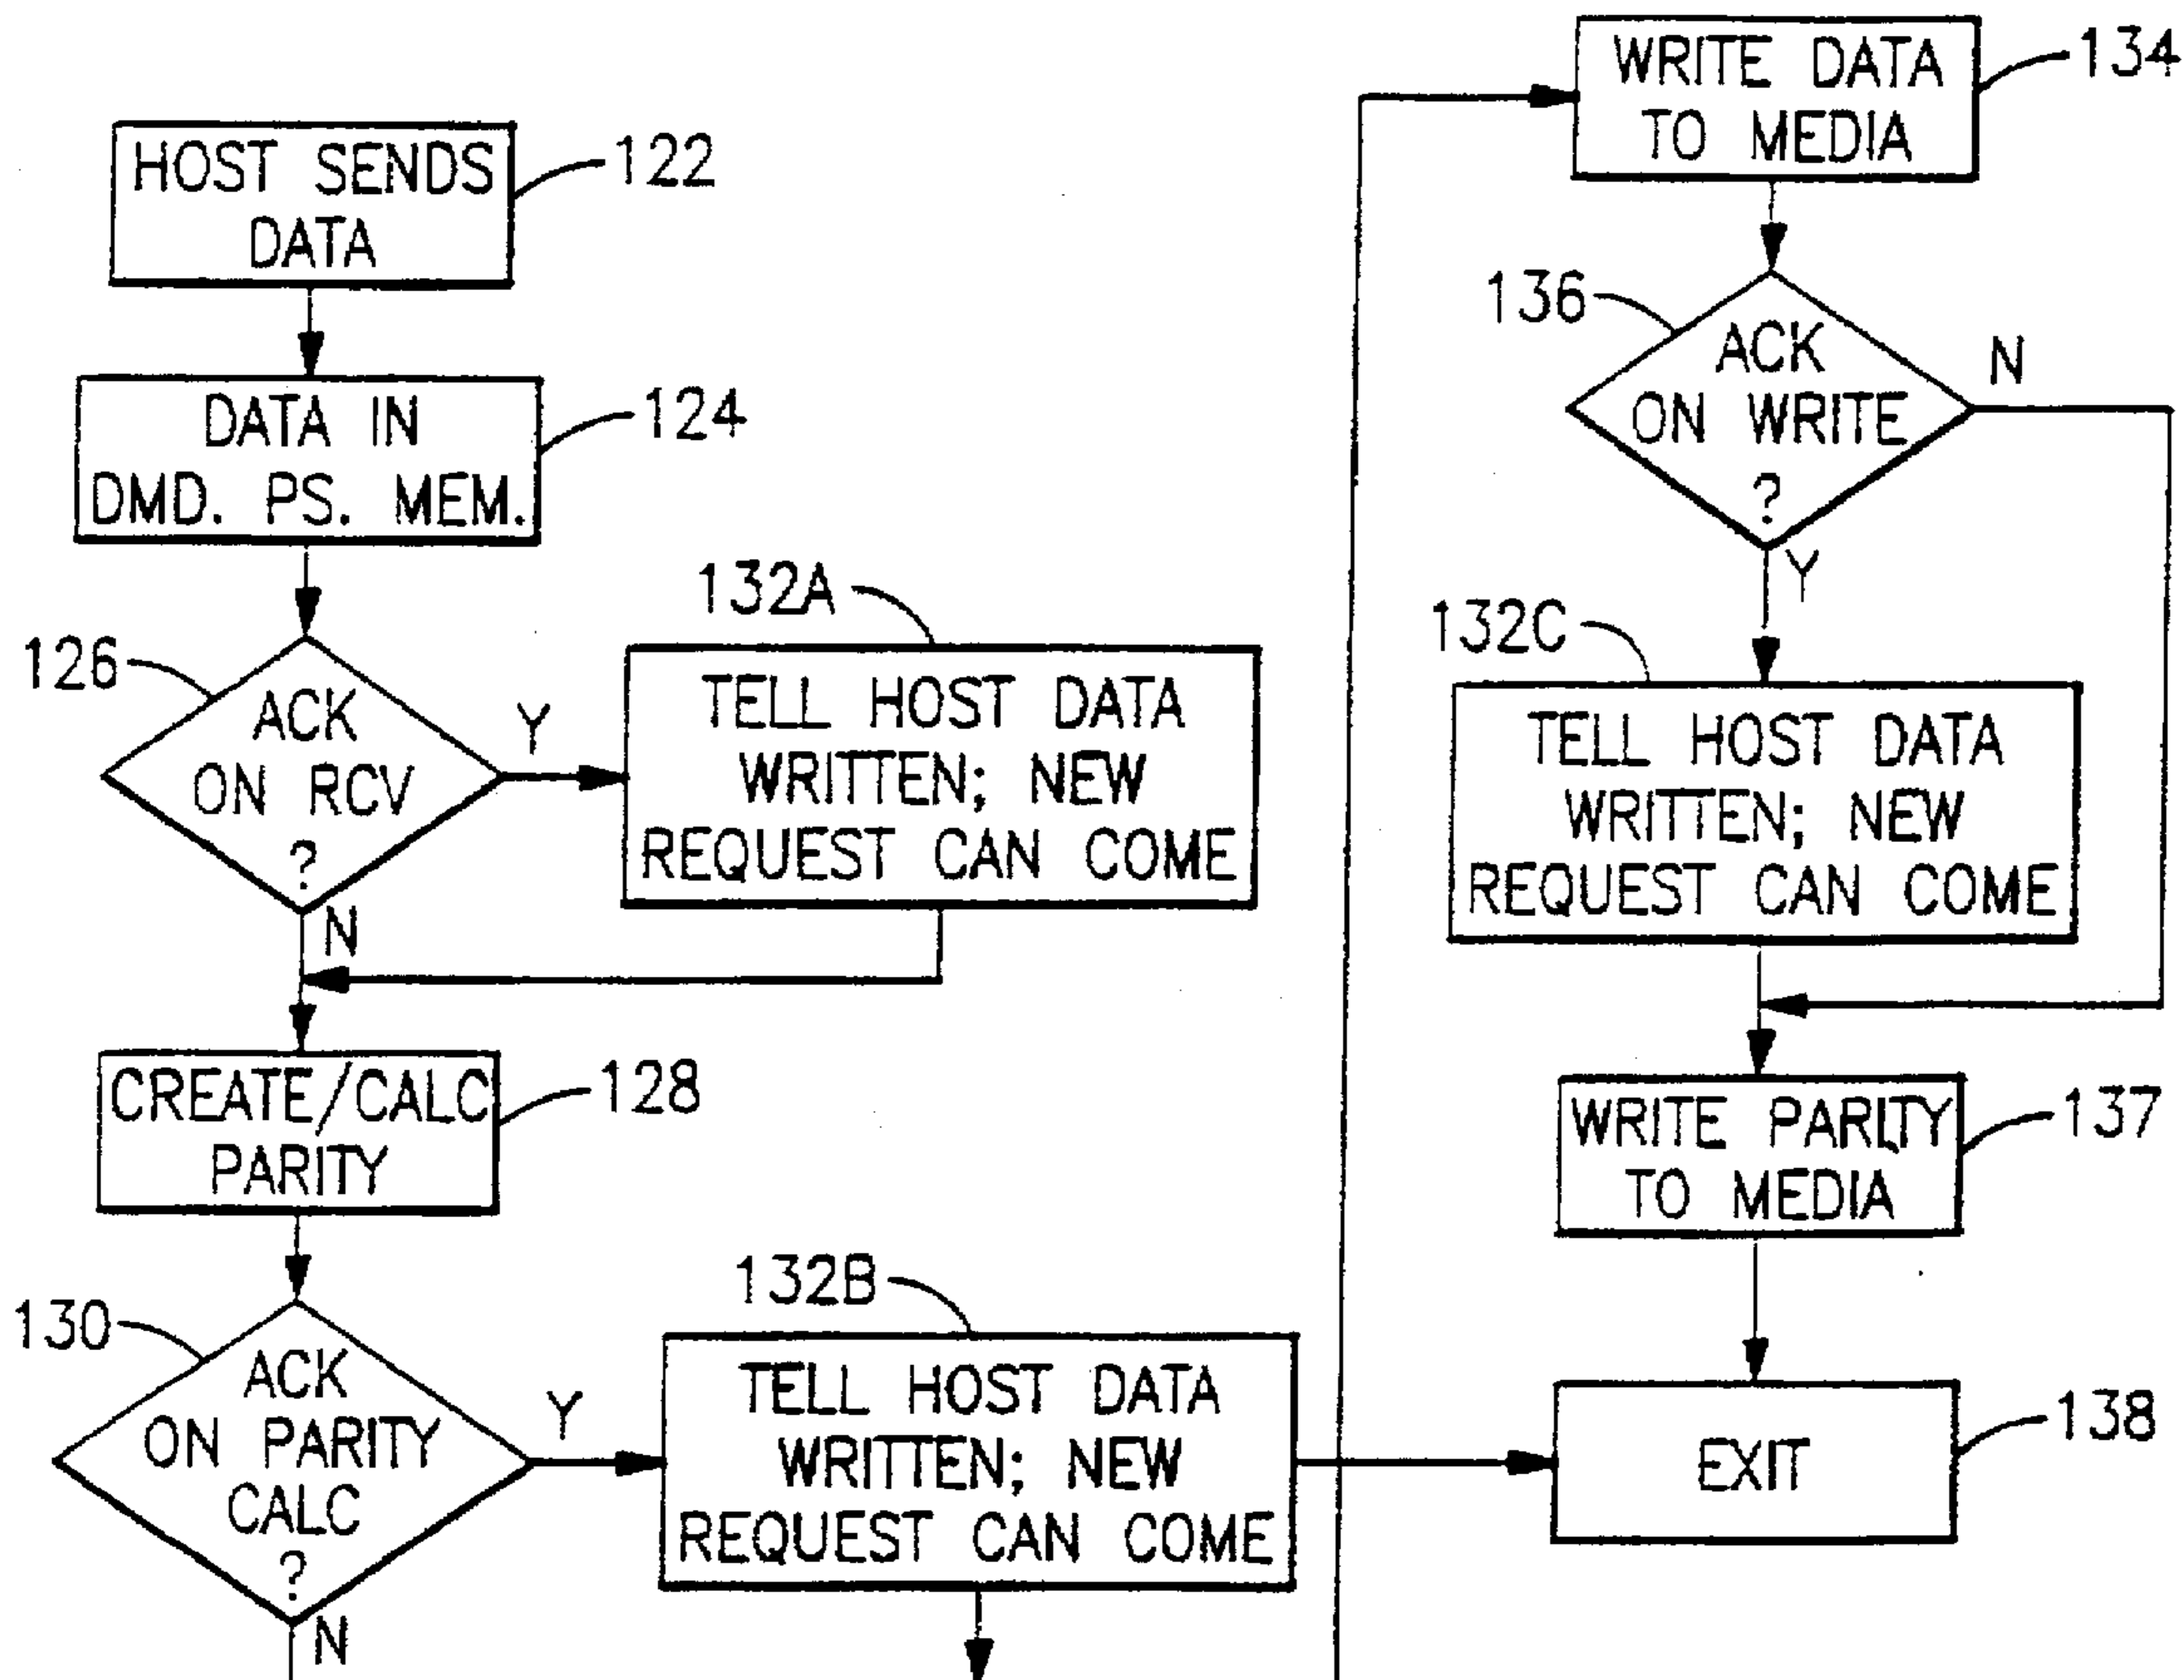 HOST SENDS
DATA
122
DATA IN
DMD. PS. MEM.
124
126
ACK
ON RCV
?
Y
N
132A
TELL HOST DATA
WRITTEN; NEW
REQUEST CAN COME
CREATE/CALC
PARITY
128
130
ACK
ON PARITY
CALC
?
Y
N
132B
TELL HOST DATA
WRITTEN; NEW
REQUEST CAN COME
WRITE DATA
TO MEDIA
134
136
ACK
ON WRITE
?
N
Y
132C
TELL HOST DATA
WRITTEN; NEW
REQUEST CAN COME
WRITE PARITY
TO MEDIA
137
EXIT
138